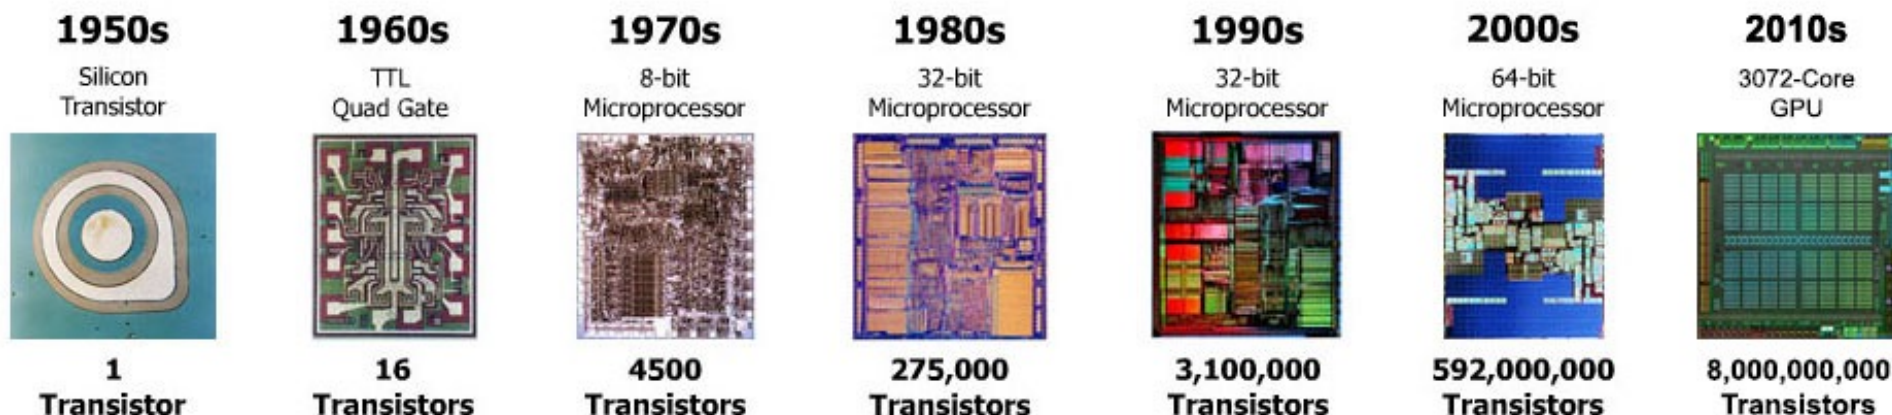 1950s
Silicon
Transistor
1
Transistor
1960s
TTL
Quad Gate
16
Transistors
1970s
8-bit
Microprocessor
4500
Transistors
1980s
32-bit
Microprocessor
275,000
Transistors
1990s
32-bit
Microprocessor
3,100,000
Transistors
2000s
64-bit
Microprocessor
592,000,000
Transistors
2010s
3072-Core
GPU
8,000,000,000
Transistors